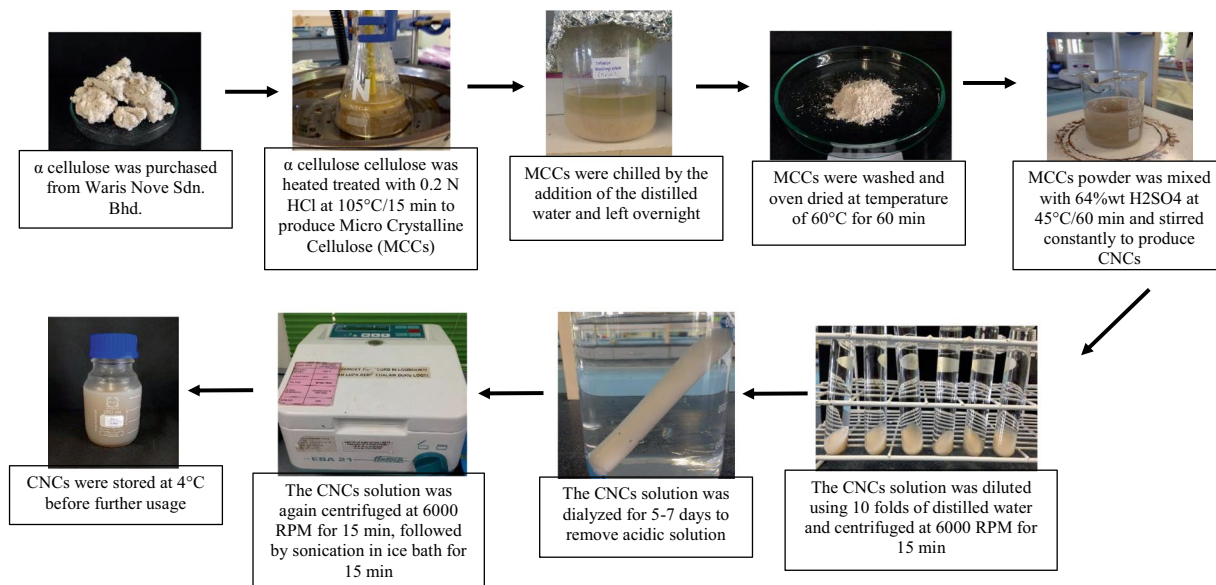 α cellulose was purchased
from Waris Nove Sdn.
Bhd.
α cellulose cellulose was
heated treated with 0.2 N
HCl at 105°C/15 min to
produce Micro Crystalline
Cellulose (MCCs)
MCCs were chilled by the
addition of the distilled
water and left overnight
MCCs were washed and
oven dried at temperature
of 60°C for 60 min
MCCs powder was mixed
with 64%wt H2SO4 at
45°C/60 min and stirred
constantly to produce
CNCs
The CNCs solution was diluted
using 10 folds of distilled water
and centrifuged at 6000 RPM for
15 min
The CNCs solution was
dialyzed for 5-7 days to
remove acidic solution
EBA 21
The CNCs solution was
again centrifuged at 6000
RPM for 15 min, followed
by sonication in ice bath for
15 min
CNCs were stored at 4°C
before further usage